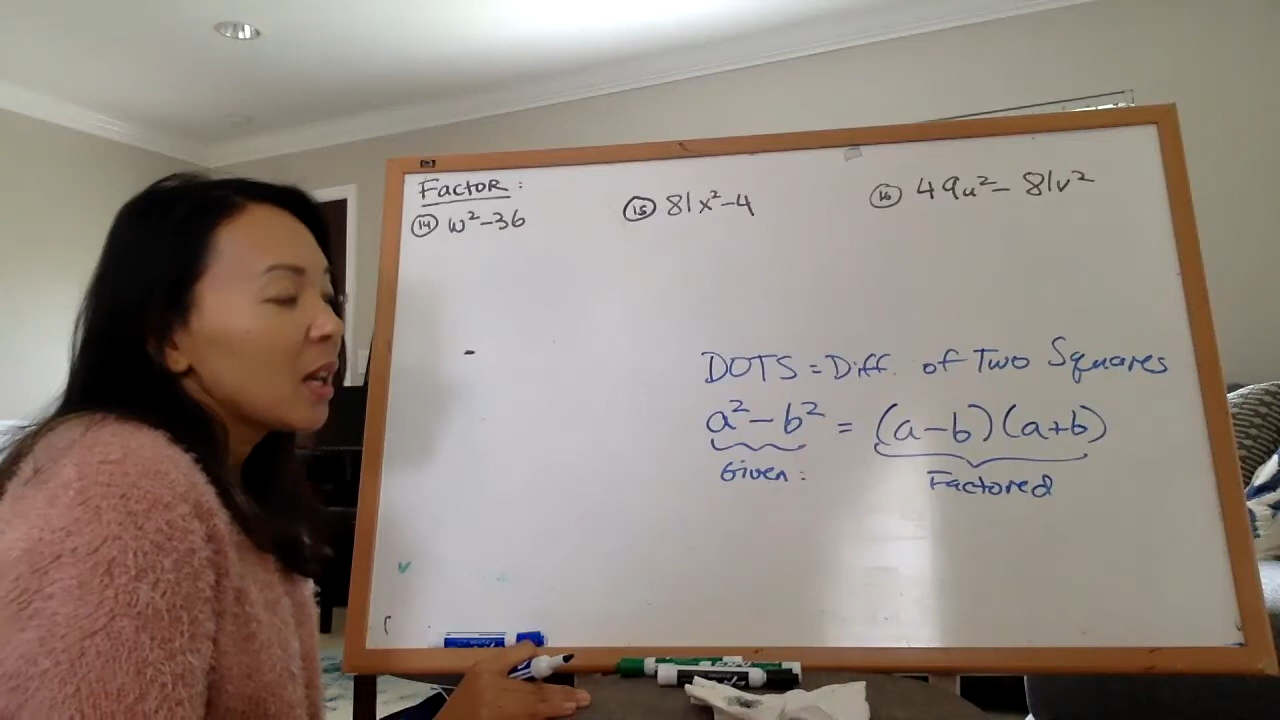 Factor:
14 w²-36
15 81x²-4
16 49u²- 81v²
DOTS = Diff. of Two Squares
a²-b² = (a-b)(a+b)
Given:
Factored
EXPO